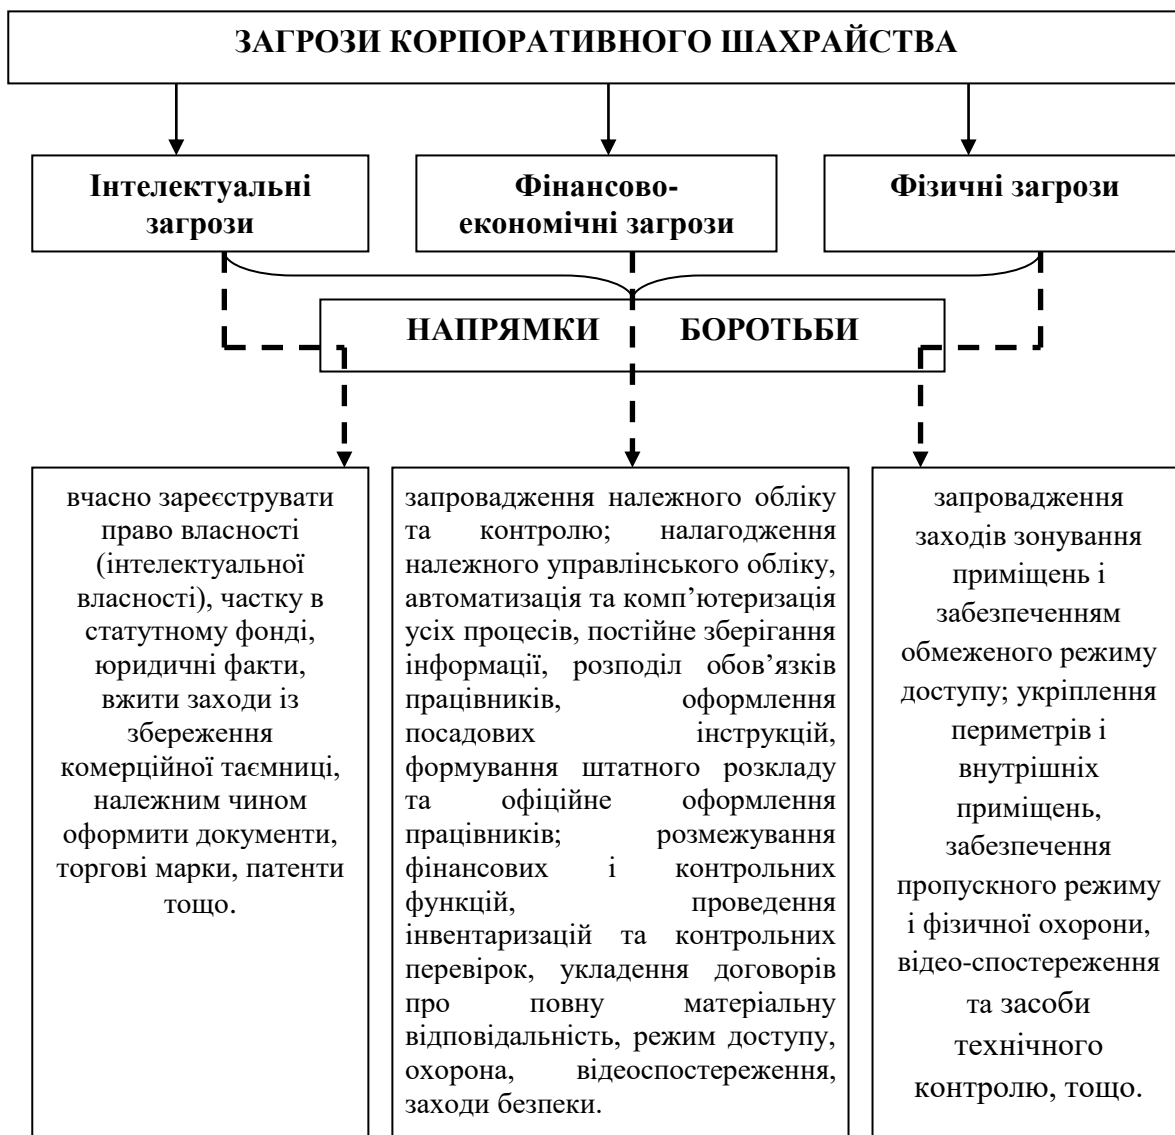 ЗАГРОЗИ КОРПОРАТИВНОГО ШАХРАЙСТВА
Інтелектуальні
загрози
Фінансово-
економічні загрози
Фізичні загрози
НАПРЯМКИ БОРОТЬБИ
вчасно зареєструвати
право власності
(інтелектуальної
власності), частку в
статутному фонді,
юридичні факти,
вжити заходи із
збереження
комерційної таємниці,
належним чином
оформити документи,
торгові марки, патенти
тощо.
запровадження належного обліку
та контролю; налагодження
належного управлінського обліку,
автоматизація та комп’ютеризація
усіх процесів, постійне зберігання
інформації, розподіл обов’язків
працівників, оформлення
посадових інструкцій,
формування штатного розкладу
та офіційне оформлення
працівників; розмежування
фінансових і контрольних
функцій, проведення
інвентаризацій та контрольних
перевірок, укладення договорів
про повну матеріальну
відповідальність, режим доступу,
охорона, відеоспостереження,
заходи безпеки.
запровадження
заходів зонування
приміщень і
забезпеченням
обмеженого режиму
доступу; укріплення
периметрів і
внутрішніх
приміщень,
забезпечення
пропускного режиму
і фізичної охорони,
відео-спостереження
та засоби
технічного
контролю, тощо.